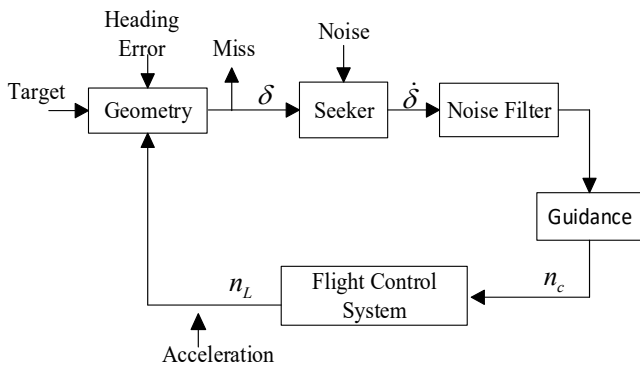 Heading
Error
Miss
Noise
Target
Geometry
δ
Seeker
δ̇
Noise Filter
Guidance
n_L
Flight Control
System
n_c
Acceleration